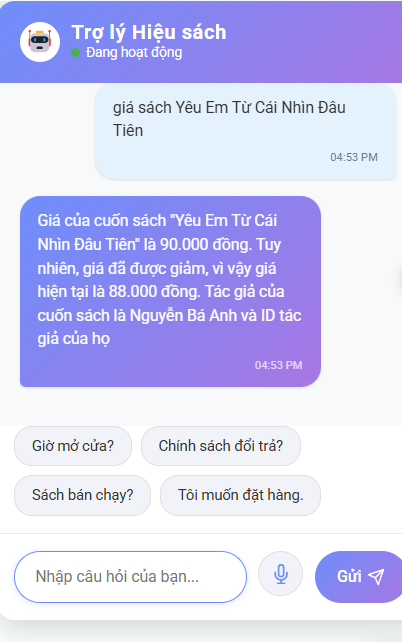 Trợ lý Hiệu sách
Đang hoạt động
giá sách Yêu Em Từ Cái Nhìn Đâu
Tiên
04:53 PM
Giá của cuốn sách "Yêu Em Từ Cái
Nhìn Đâu Tiên" là 90.000 đồng. Tuy
nhiên, giá đã được giảm, vì vậy giá
hiện tại là 88.000 đồng. Tác giả của
cuốn sách là Nguyễn Bá Anh và ID tác
giả của họ
04:53 PM
Giờ mở cửa?
Chính sách đổi trả?
Sách bán chạy?
Tôi muốn đặt hàng.
Nhập câu hỏi của bạn...
Gửi